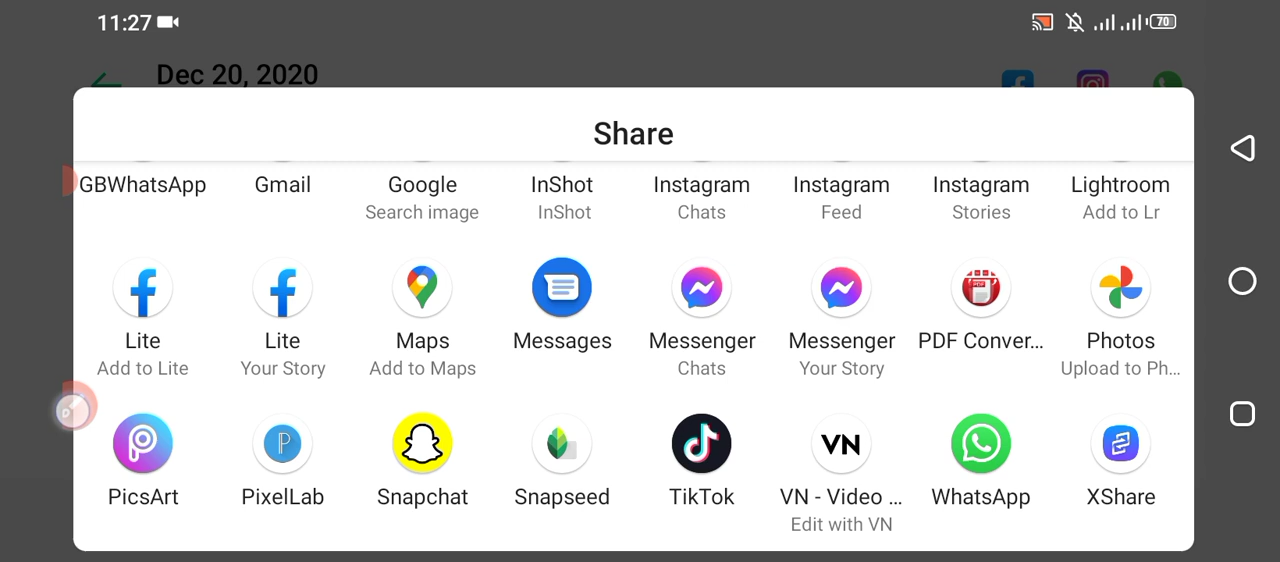 11:27
70
Dec 20, 2020
Share
GBWhatsApp Gmail Google InShot Instagram Instagram Instagram Lightroom
Search image InShot Chats Feed Stories Add to Lr
Lite Lite Maps Messages Messenger Messenger PDF Conver... Photos
Add to Lite Your Story Add to Maps Chats Your Story Upload to Ph...
VN
PicsArt PixelLab Snapchat Snapseed TikTok VN - Video ... WhatsApp XShare
Edit with VN